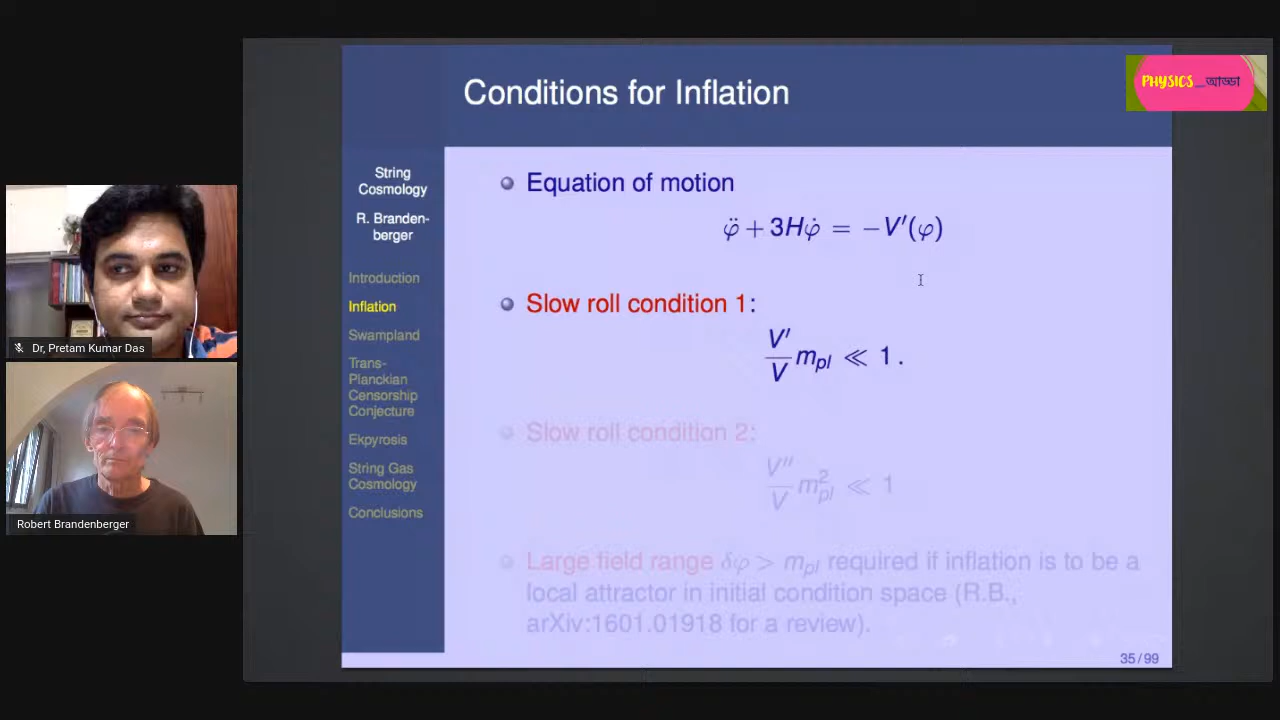 Conditions for Inflation
PHYSICS_আড্ডা
String
Cosmology
R. Branden-
berger
Introduction
Inflation
Swampland
Trans-
Planckian
Censorship
Conjecture
Ekpyrosis
String Gas
Cosmology
Conclusions
Equation of motion
φ̈ + 3Hφ̇ = −V′(φ)
Slow roll condition 1:
V′/V m_pl ≪ 1.
Slow roll condition 2:
V′′/V m²_pl ≪ 1
Large field range δφ > m_pl required if inflation is to be a
local attractor in initial condition space (R.B.,
arXiv:1601.01918 for a review).
35/99
Dr, Pretam Kumar Das
Robert Brandenberger